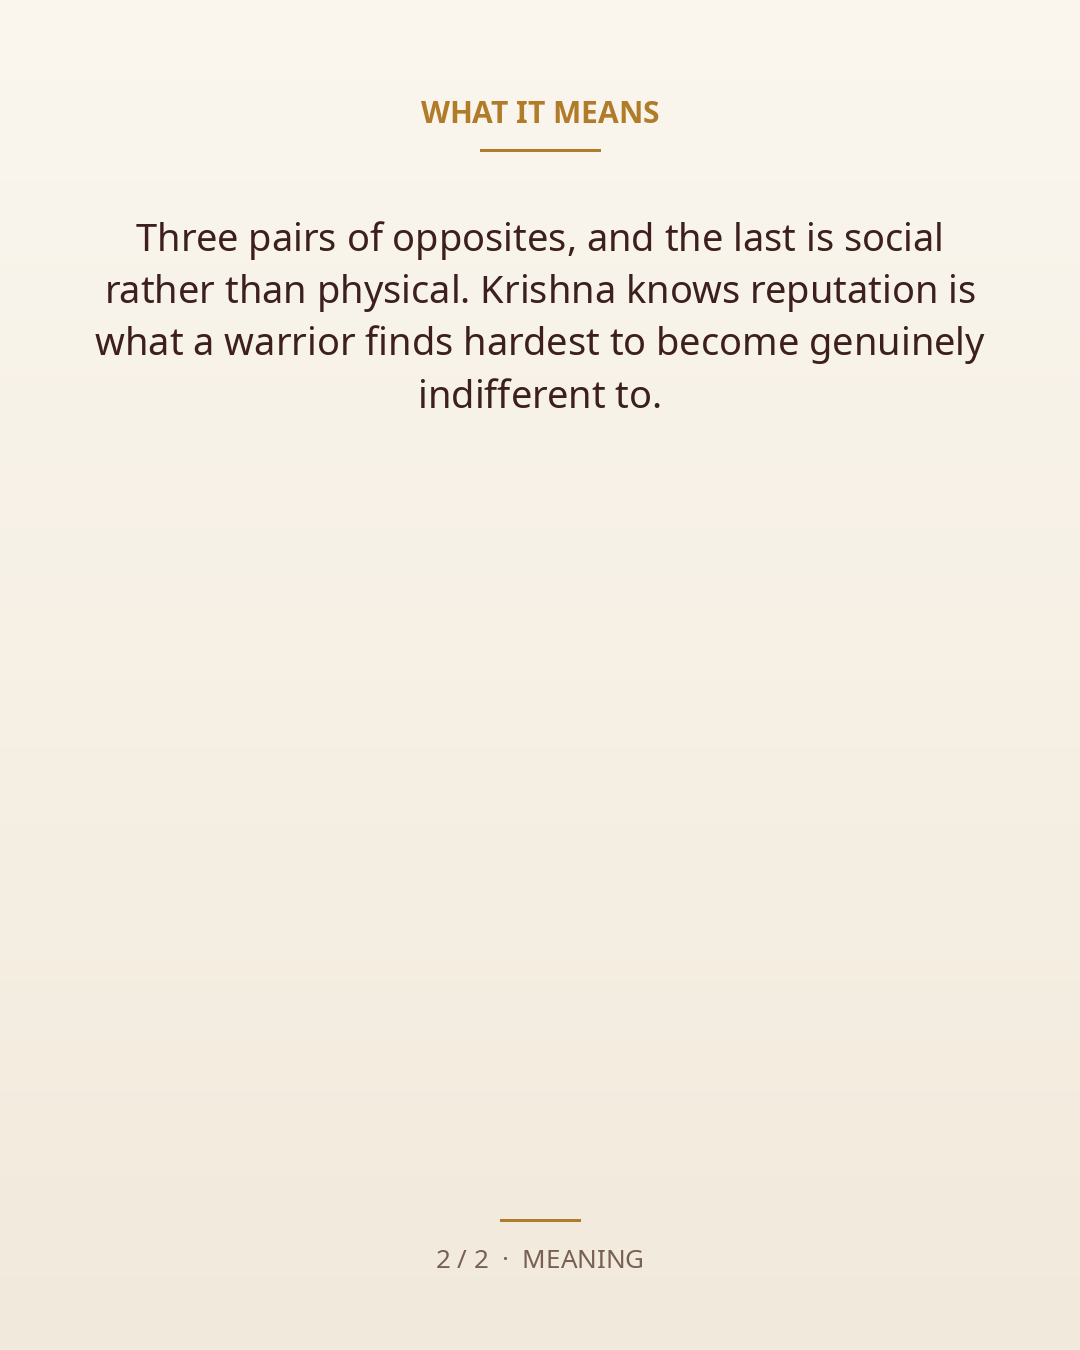 WHAT IT MEANS
Three pairs of opposites, and the last is social
rather than physical. Krishna knows reputation is
what a warrior finds hardest to become genuinely
indifferent to.
2 / 2 · MEANING